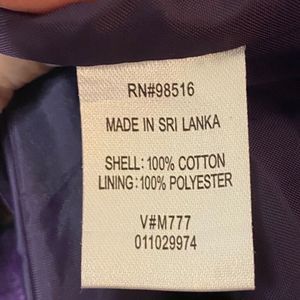 RN#98516
MADE IN SRI LANKA
SHELL: 100% COTTON
LINING: 100% POLYESTER
V#M777
011029974